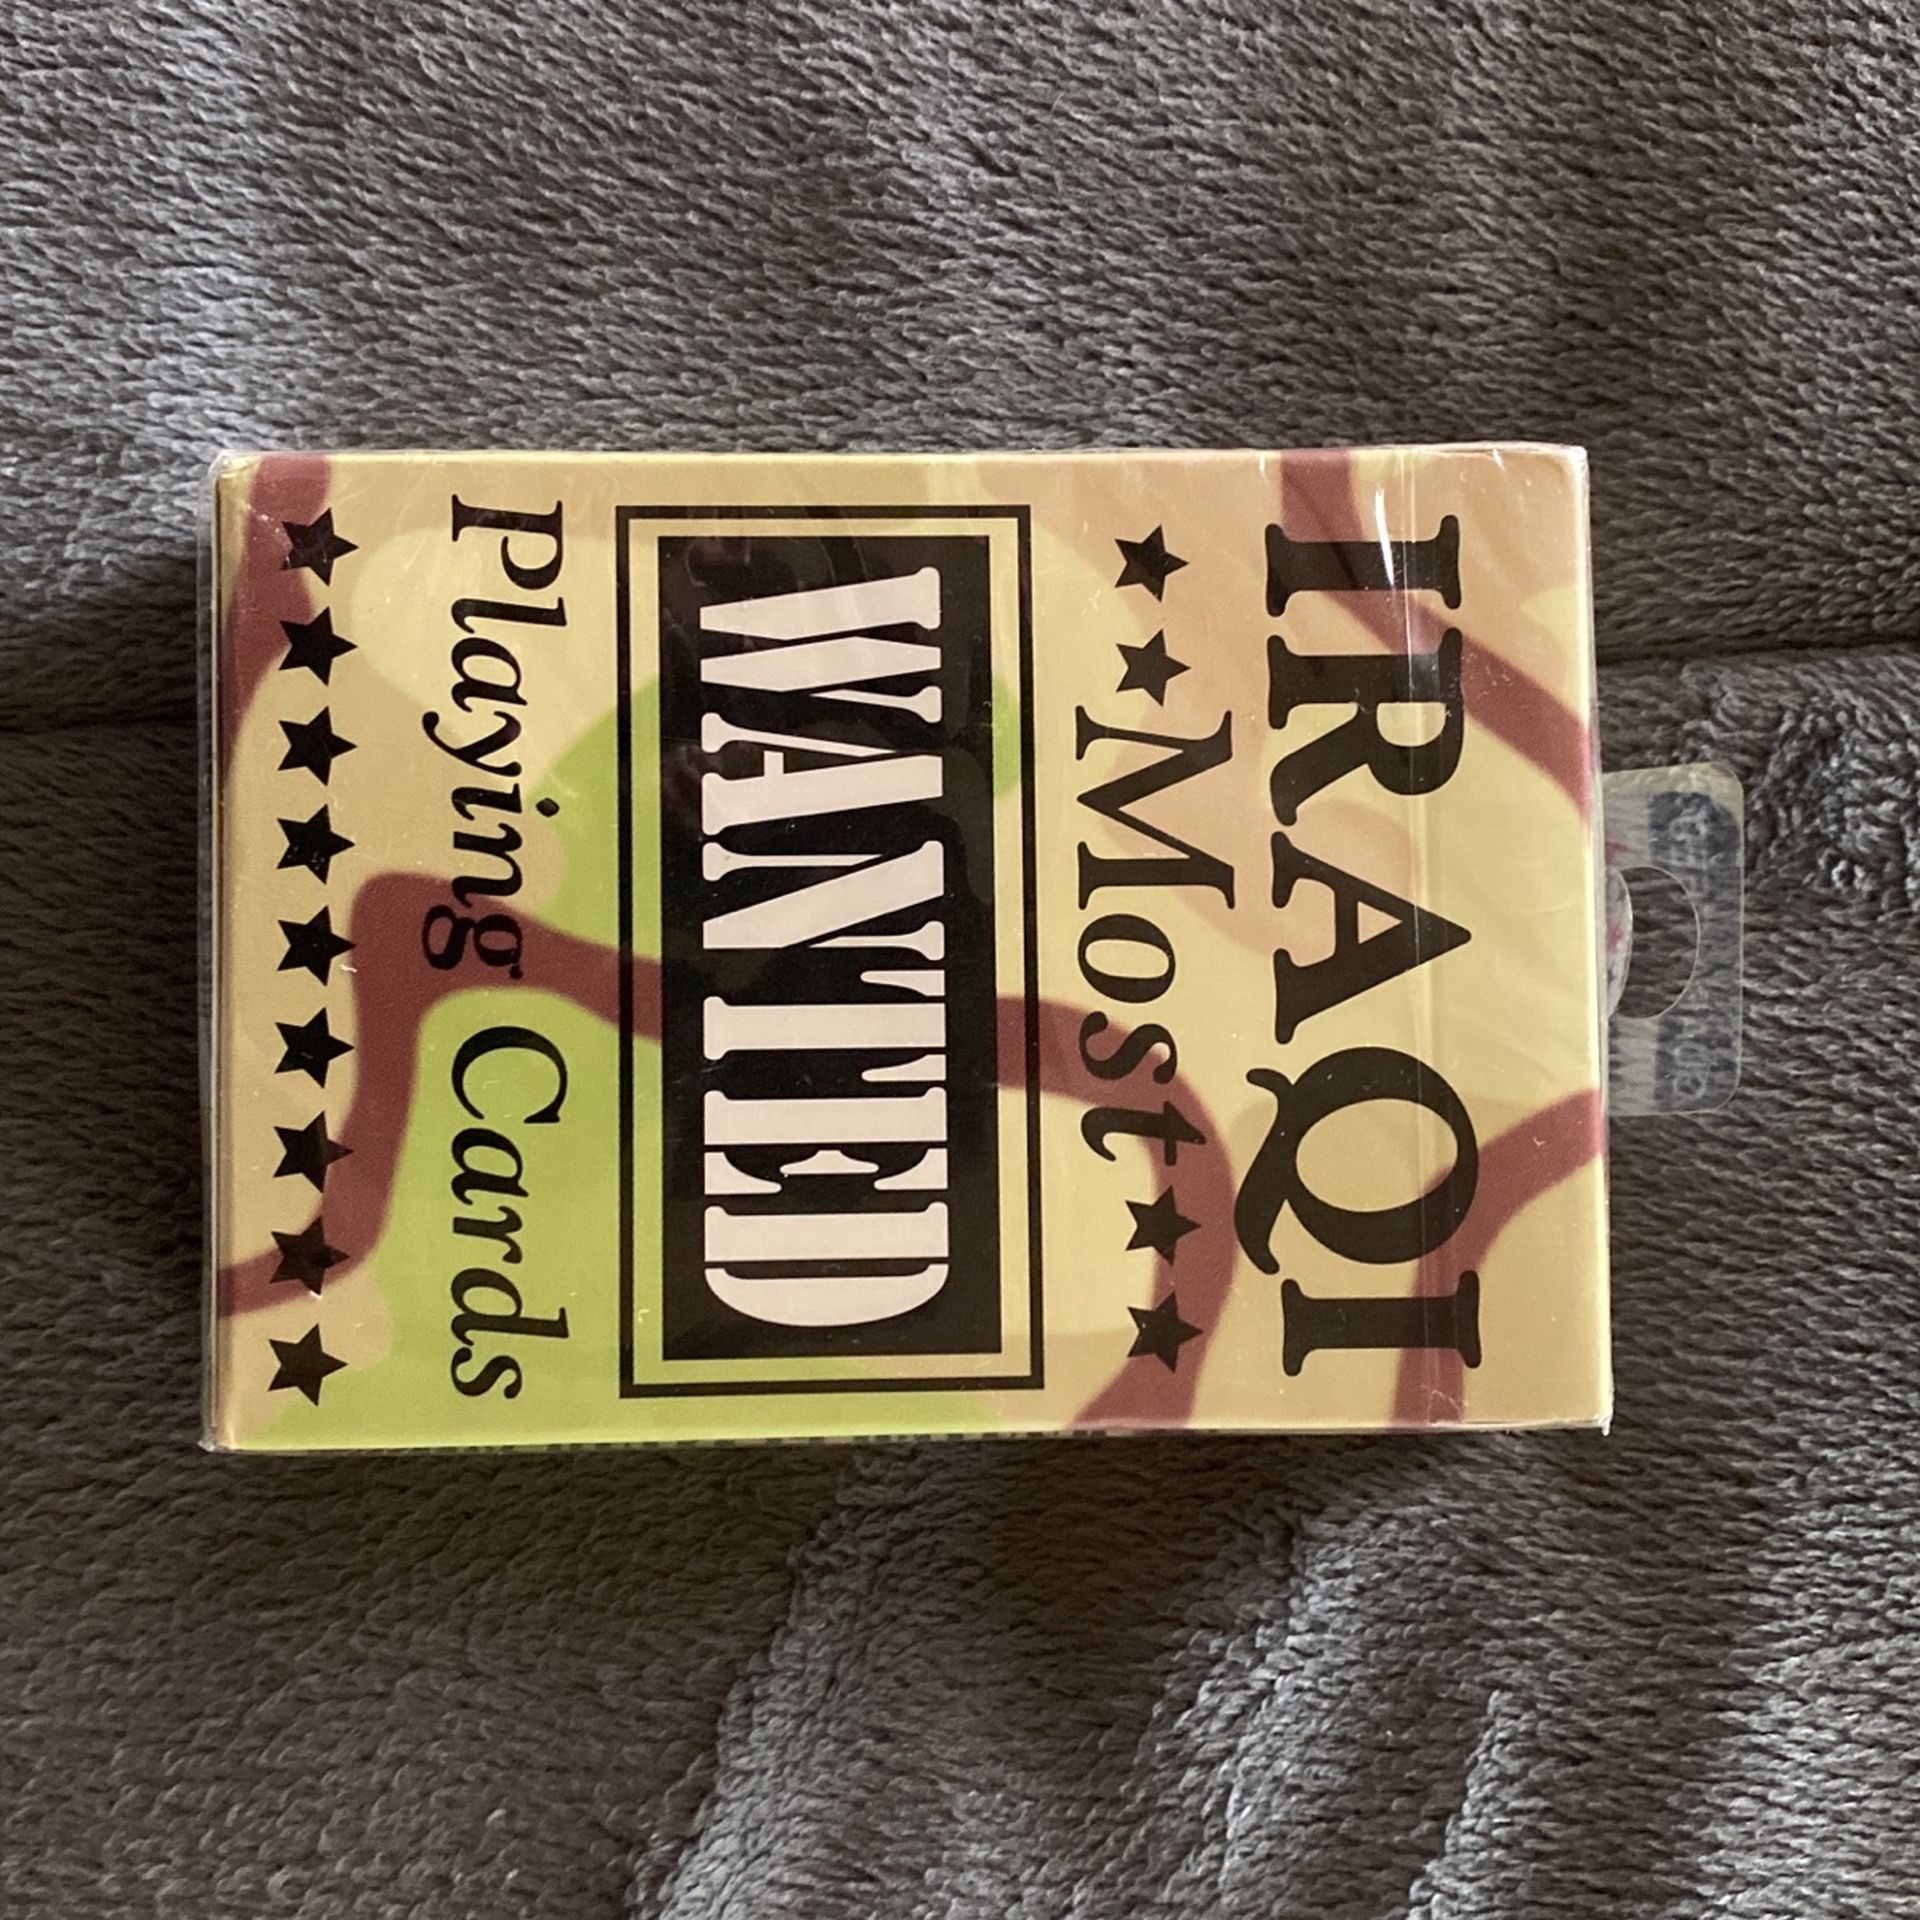 IRAQI
Most
WANTED
Playing Cards